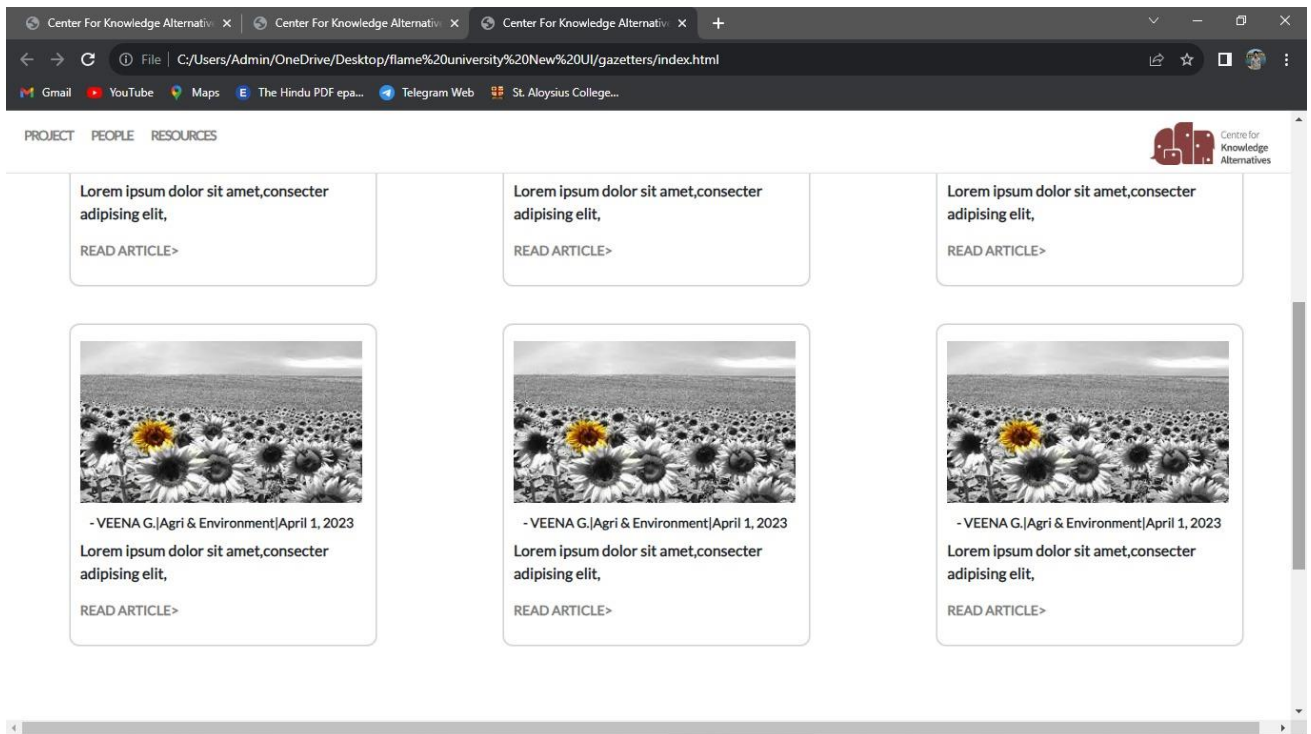 Center For Knowledge Alternativ
Center For Knowledge Alternativ
Center For Knowledge Alternativ
File
C:/Users/Admin/OneDrive/Desktop/flame%20university%20New%20UI/gazetters/index.html
Gmail YouTube Maps E The Hindu PDF epa... Telegram Web St. Aloysius College...
PROJECT PEOPLE RESOURCES
Centre for
Knowledge
Alternatives
Lorem ipsum dolor sit amet,consecter
adipising elit,
READ ARTICLE>
Lorem ipsum dolor sit amet,consecter
adipising elit,
READ ARTICLE>
Lorem ipsum dolor sit amet,consecter
adipising elit,
READ ARTICLE>
- VEENA G.|Agri & Environment|April 1, 2023
Lorem ipsum dolor sit amet,consecter
adipising elit,
READ ARTICLE>
- VEENA G.|Agri & Environment|April 1, 2023
Lorem ipsum dolor sit amet,consecter
adipising elit,
READ ARTICLE>
- VEENA G.|Agri & Environment|April 1, 2023
Lorem ipsum dolor sit amet,consecter
adipising elit,
READ ARTICLE>